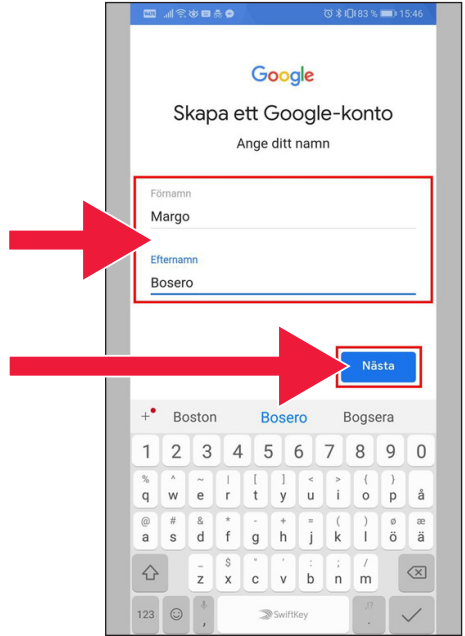 83 % 15:46
Google
Skapa ett Google-konto
Ange ditt namn
Förnamn
Margo
Efternamn
Bosero
Nästa
+ Boston Bosero Bogsera
1 2 3 4 5 6 7 8 9 0
% ^ ~ | [ ] < > { }
q w e r t y u i o p å
@ # & * - + = ( ) ø æ
a s d f g h j k l ö ä
_ $ " ' : ; /
z x c v b n m
123 , SwiftKey ,!? .